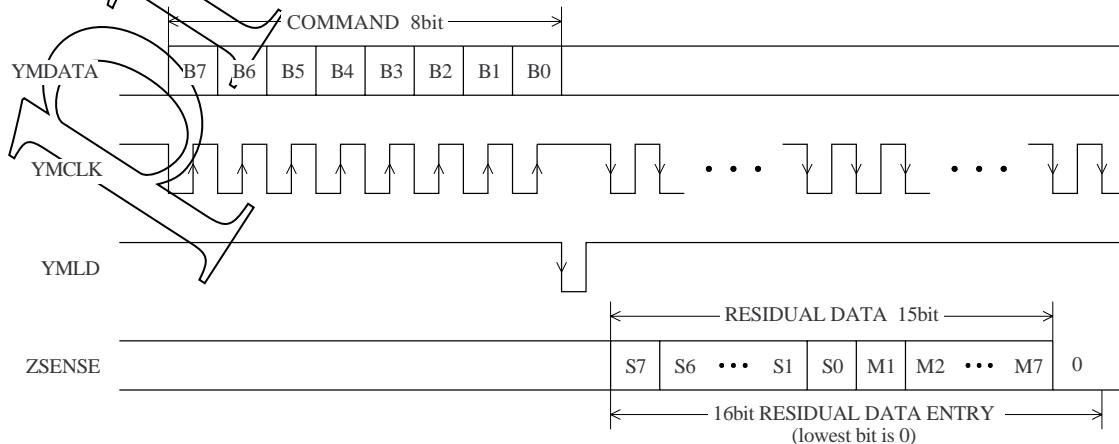 COMMAND 8bit
YMDATA B7 B6 B5 B4 B3 B2 B1 B0
YMCLK • • • • • •
YMLD
RESIDUAL DATA 15bit
ZSENSE S7 S6 ••• S1 S0 M1 M2 ••• M7 0
16bit RESIDUAL DATA ENTRY
(lowest bit is 0)